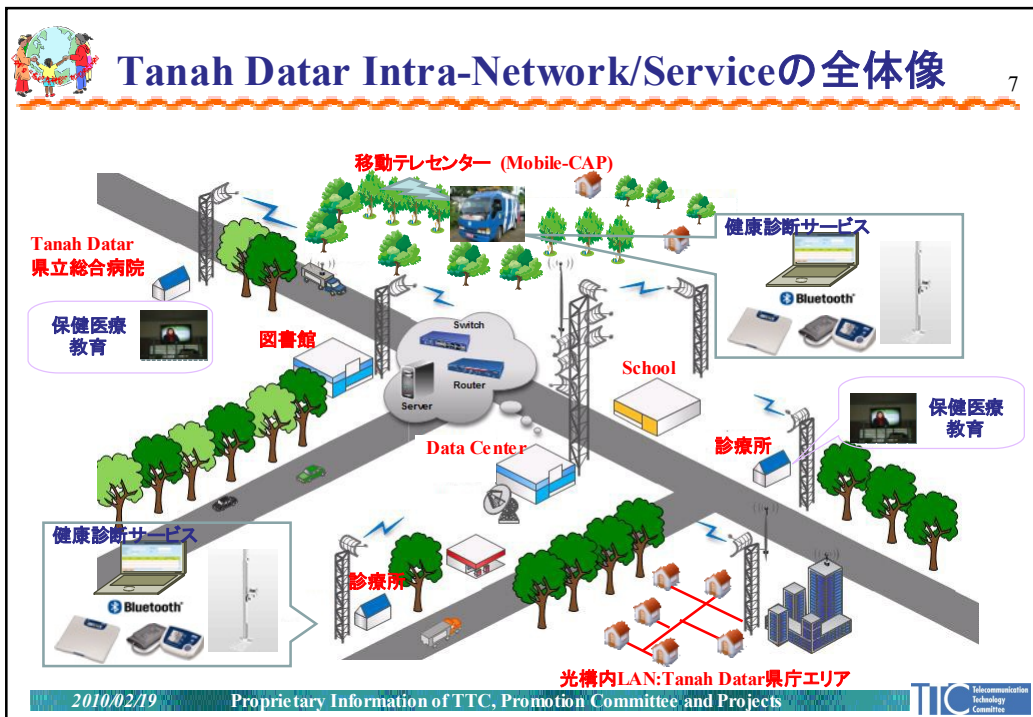 Tanah Datar Intra-Network/Serviceの全体像
7
移動テレセンター (Mobile-CAP)
Tanah Datar
県立総合病院
健康診断サービス
Bluetooth
保健医療
教育
図書館
Switch
Router
Server
School
保健医療
教育
Data Center
診療所
健康診断サービス
Bluetooth
診療所
光構内LAN:Tanah Datar県庁エリア
2010/02/19
Proprietary Information of TTC, Promotion Committee and Projects
TTC
Telecommunication
Technology
Committee